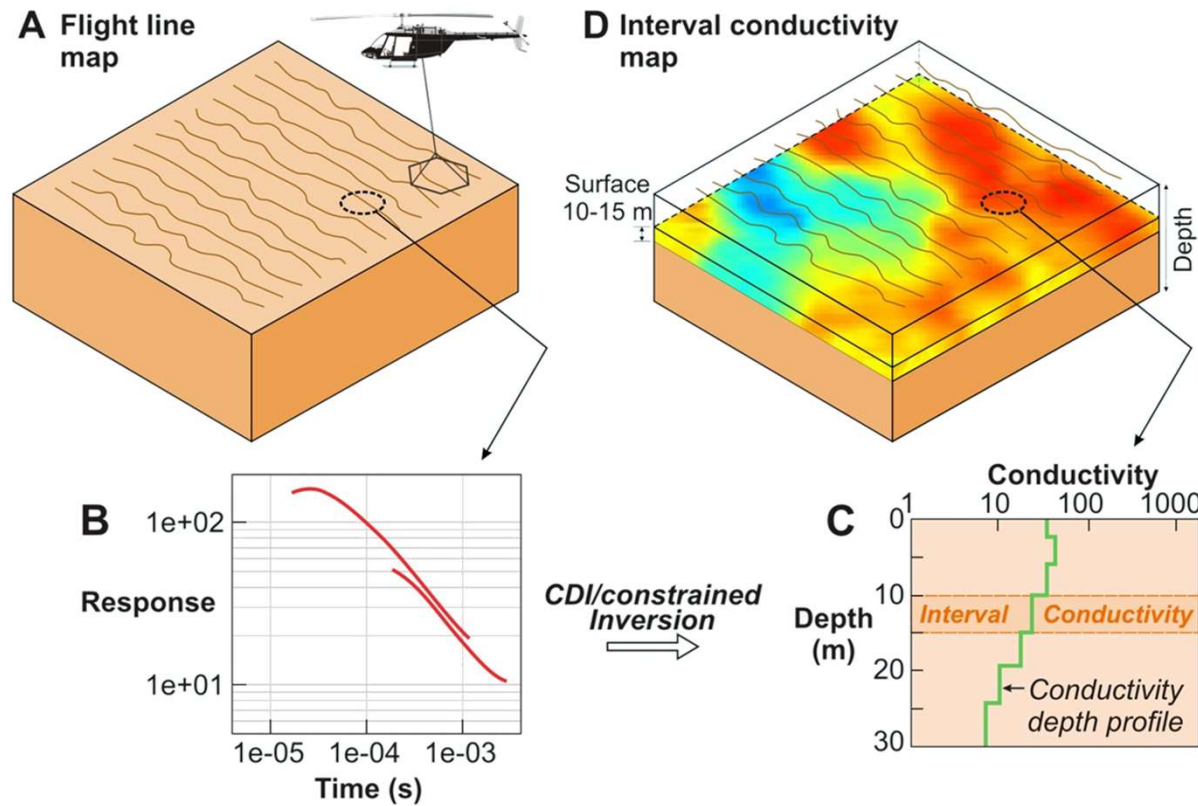 A Flight line
map
D Interval conductivity
map
Surface
10-15 m
Depth
B
1e+02
Response
1e+01
1e-05 1e-04 1e-03
Time (s)
CDI/constrained
Inversion
Conductivity
1 10 100 1000
C
0
10
Interval Conductivity
Depth
(m)
20
Conductivity
depth profile
30